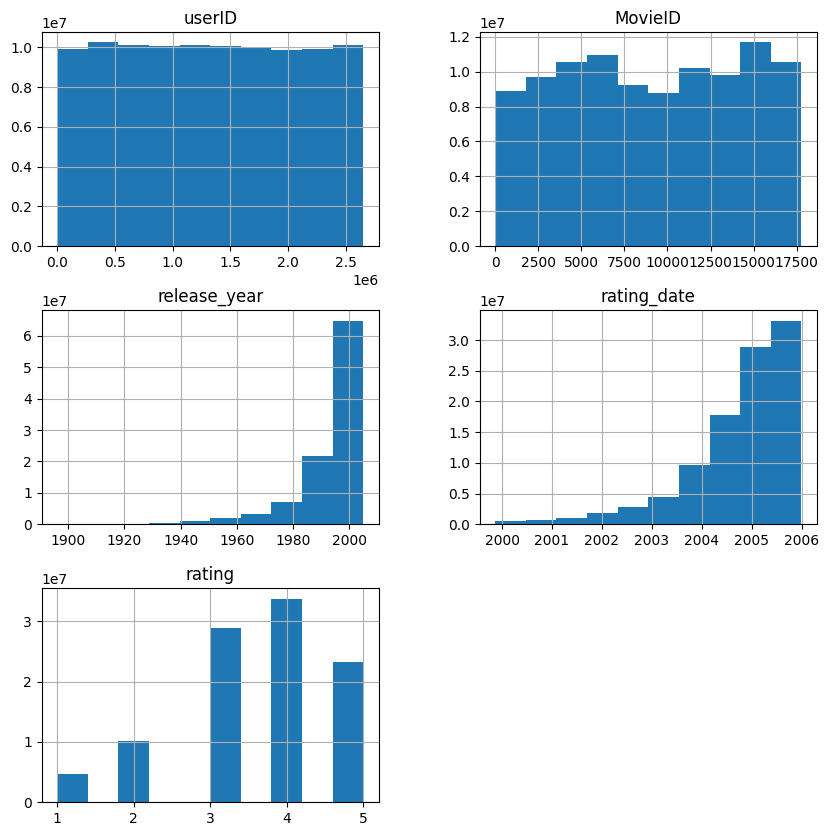 userID
1e7
1.0
0.8
0.6
0.4
0.2
0.0
0.0 0.5 1.0 1.5 2.0 2.5
1e6
MovieID
1e7
1.2
1.0
0.8
0.6
0.4
0.2
0.0
0 2500 5000 7500 10000 12500 15000 17500
release_year
1e7
6
5
4
3
2
1
0
1900 1920 1940 1960 1980 2000
rating_date
1e7
3.0
2.5
2.0
1.5
1.0
0.5
0.0
2000 2001 2002 2003 2004 2005 2006
rating
1e7
3
2
1
0
1 2 3 4 5